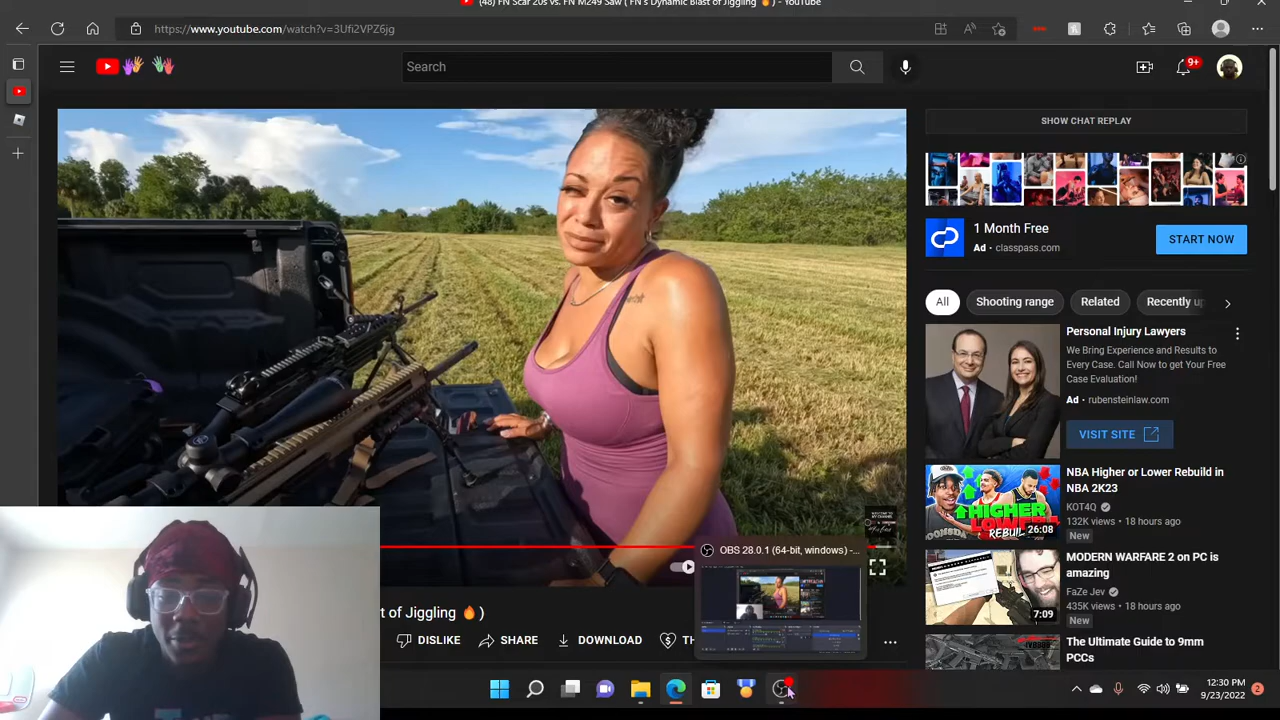 (48) FN Scar 20s vs. FN M249 Saw ( FN's Dynamic Blast of Jiggling 🔥 ) - YouTube
https://www.youtube.com/watch?v=3Ufi2VPZ6jg
Search
9+
SHOW CHAT REPLAY
1 Month Free
Ad • classpass.com
START NOW
All
Shooting range
Related
Recently up
Personal Injury Lawyers
We Bring Experience and Results to
Every Case. Call Now to get Your Free
Case Evaluation!
Ad • rubensteinlaw.com
VISIT SITE
NBA Higher or Lower Rebuild in
NBA 2K23
KOT4Q
132K views • 18 hours ago
New
HIGHER
LOWER
REBUILD
26:08
OBS 28.0.1 (64-bit, windows) -...
MODERN WARFARE 2 on PC is
amazing
FaZe Jev
435K views • 18 hours ago
New
7:09
t of Jiggling 🔥 )
DISLIKE
SHARE
DOWNLOAD
TH
The Ultimate Guide to 9mm
PCCs
12:30 PM
9/23/2022
2